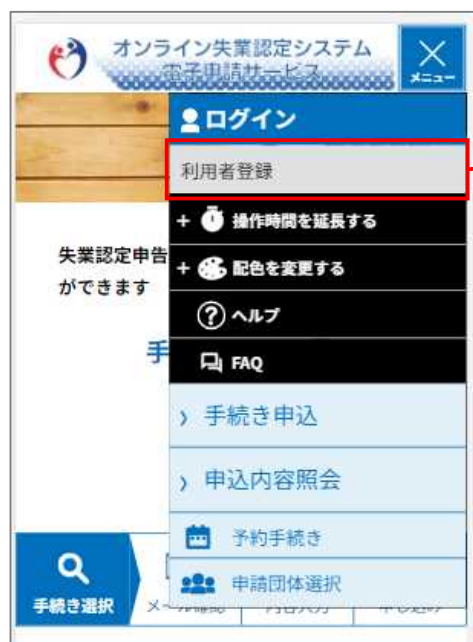 オンライン失業認定システム
電子申請サービス
メニュー
ログイン
利用者登録
+ 操作時間を延長する
失業認定申告
+ 配色を変更する
ができます
? ヘルプ
手
FAQ
> 手続き申込
> 申込内容照会
予約手続き
申請団体選択
手続き選択